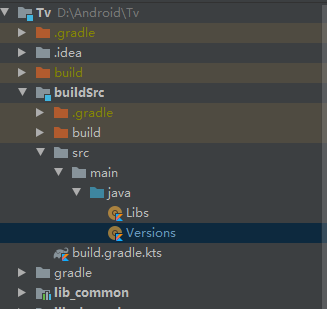 Tv D:\Android\Tv
.gradle
.idea
build
buildSrc
.gradle
build
src
main
java
Libs
Versions
build.gradle.kts
gradle
lib_common